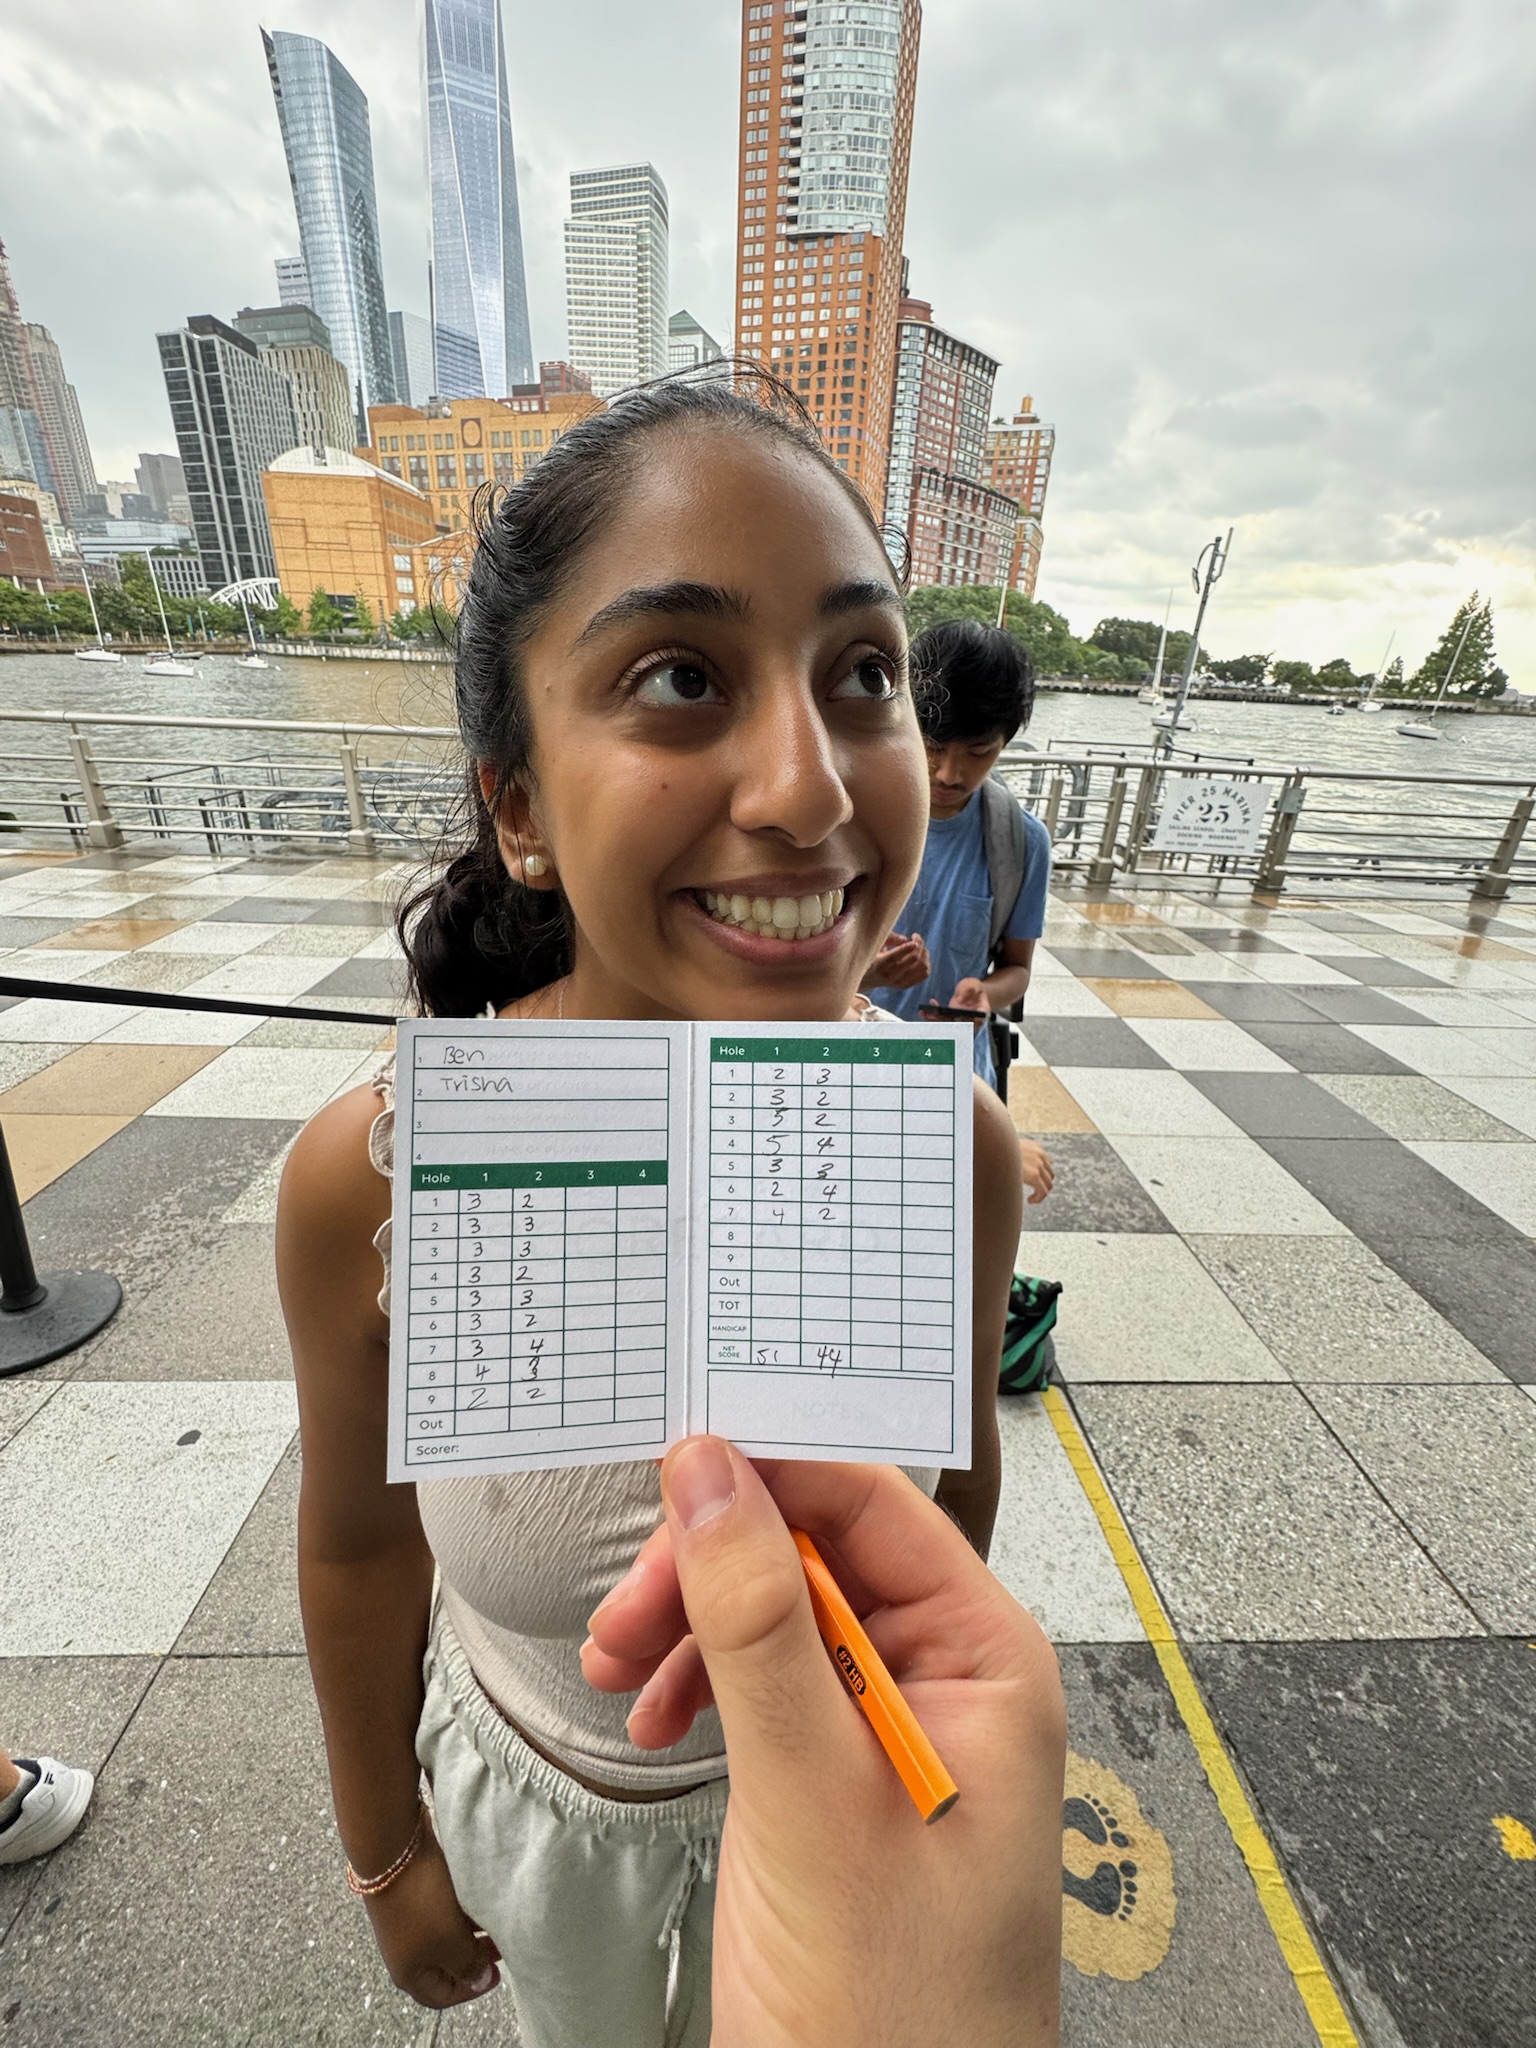 PIER 25 MARINA
25
SAILING SCHOOL CHARTERS
DOCKING MOORINGS
1 Ben
2 Trisha
3
4
Hole 1 2 3 4
1 3 2
2 3 3
3 3 3
4 3 2
5 3 3
6 3 2
7 3 4
8 4 3
9 2 2
Out
Scorer:
Hole 1 2 3 4
1 2 3
2 3 2
3 5 2
4 5 4
5 3 3
6 2 4
7 4 2
8
9
Out
TOT
HANDICAP
NET SCORE 51 44
NOTES
#2 HB